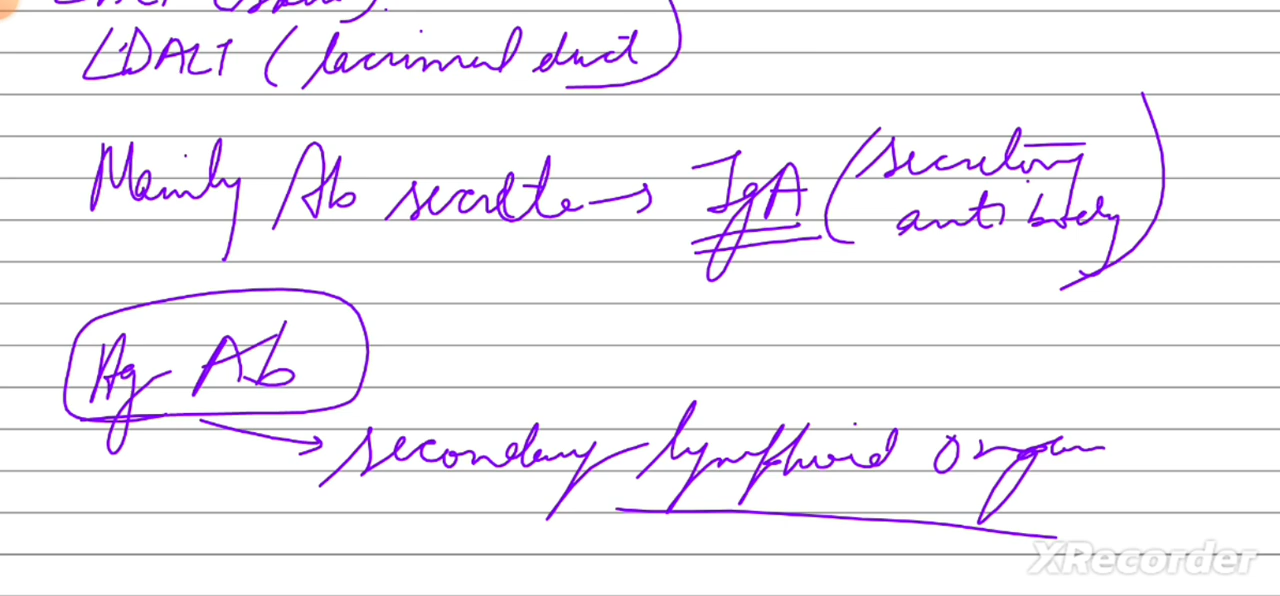 LDALT (lacrimal duct)
Mainly Ab secrete → IgA (secretory
antibody)
Ag-Ab
→ secondary lymphoid organ
XRecorder